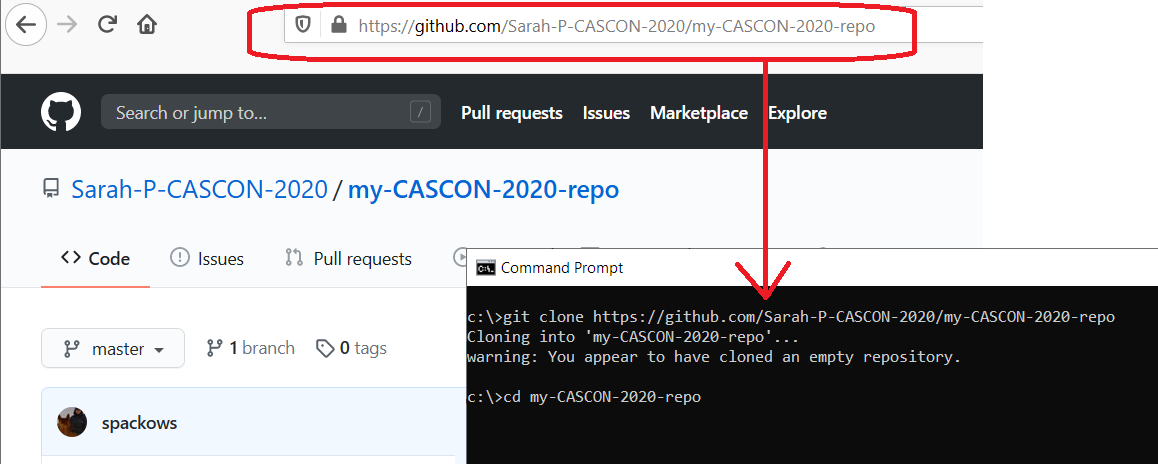 https://github.com/Sarah-P-CASCON-2020/my-CASCON-2020-repo
Search or jump to... /
Pull requests Issues Marketplace Explore
Sarah-P-CASCON-2020 / my-CASCON-2020-repo
<> Code Issues Pull requests
Command Prompt
master 1 branch 0 tags
spackows
c:\>git clone https://github.com/Sarah-P-CASCON-2020/my-CASCON-2020-repo
Cloning into 'my-CASCON-2020-repo'...
warning: You appear to have cloned an empty repository.
c:\>cd my-CASCON-2020-repo